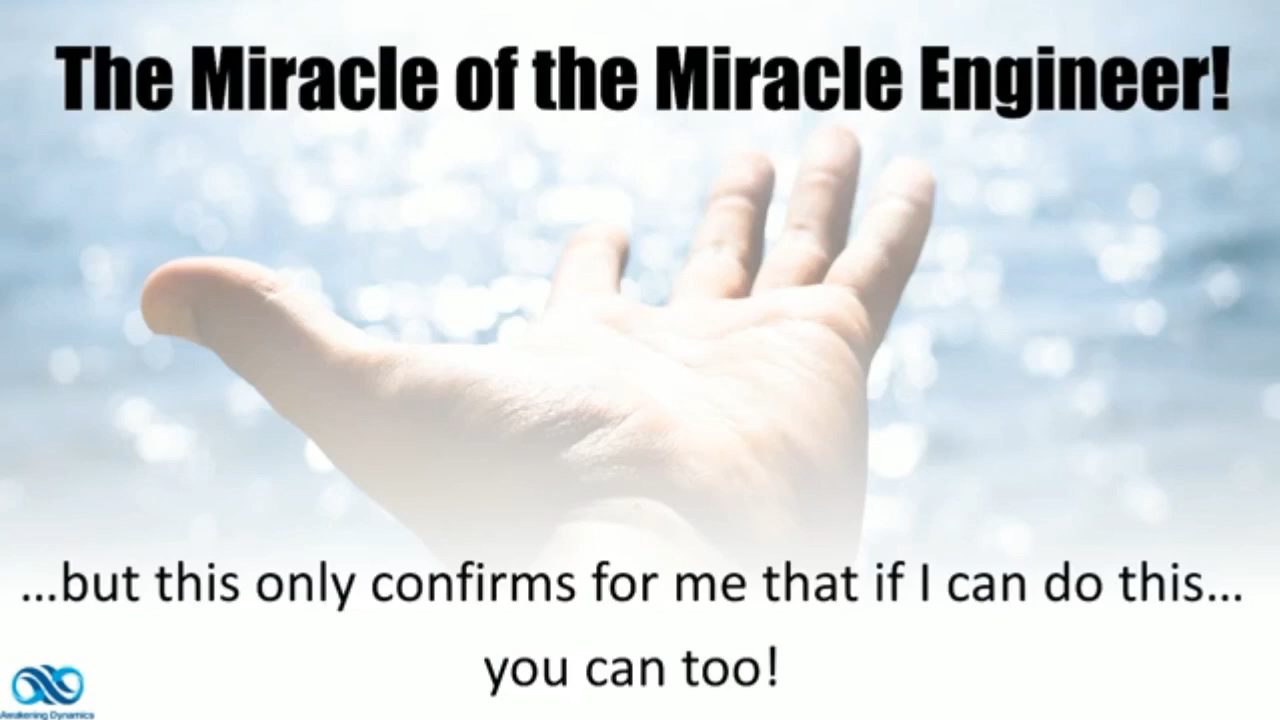 The Miracle of the Miracle Engineer!
...but this only confirms for me that if I can do this...
you can too!
Awakening Dynamics